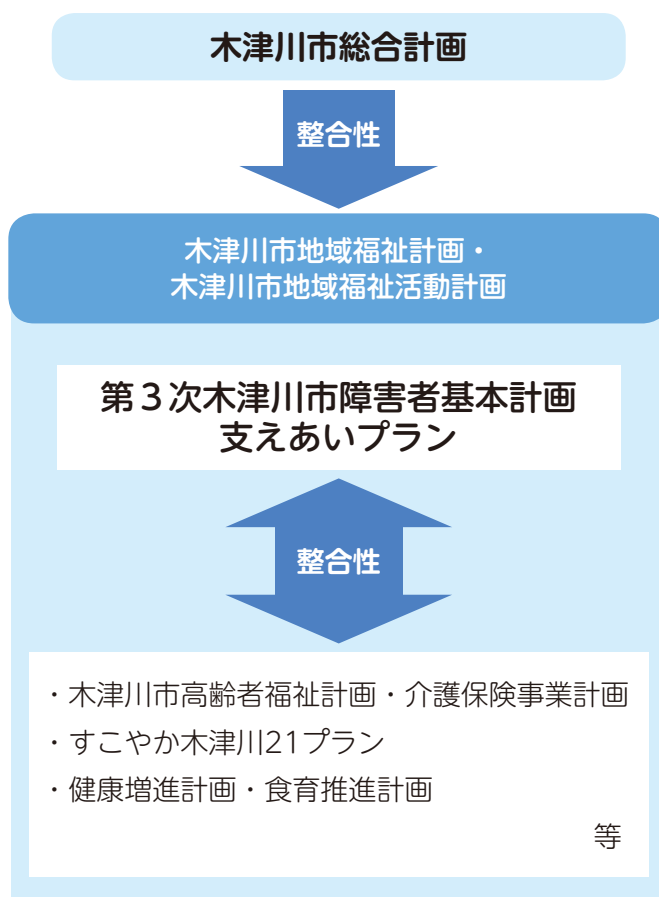 木津川市総合計画
整合性
木津川市地域福祉計画・
木津川市地域福祉活動計画
第３次木津川市障害者基本計画
支えあいプラン
整合性
・木津川市高齢者福祉計画・介護保険事業計画
・すこやか木津川21プラン
・健康増進計画・食育推進計画
等